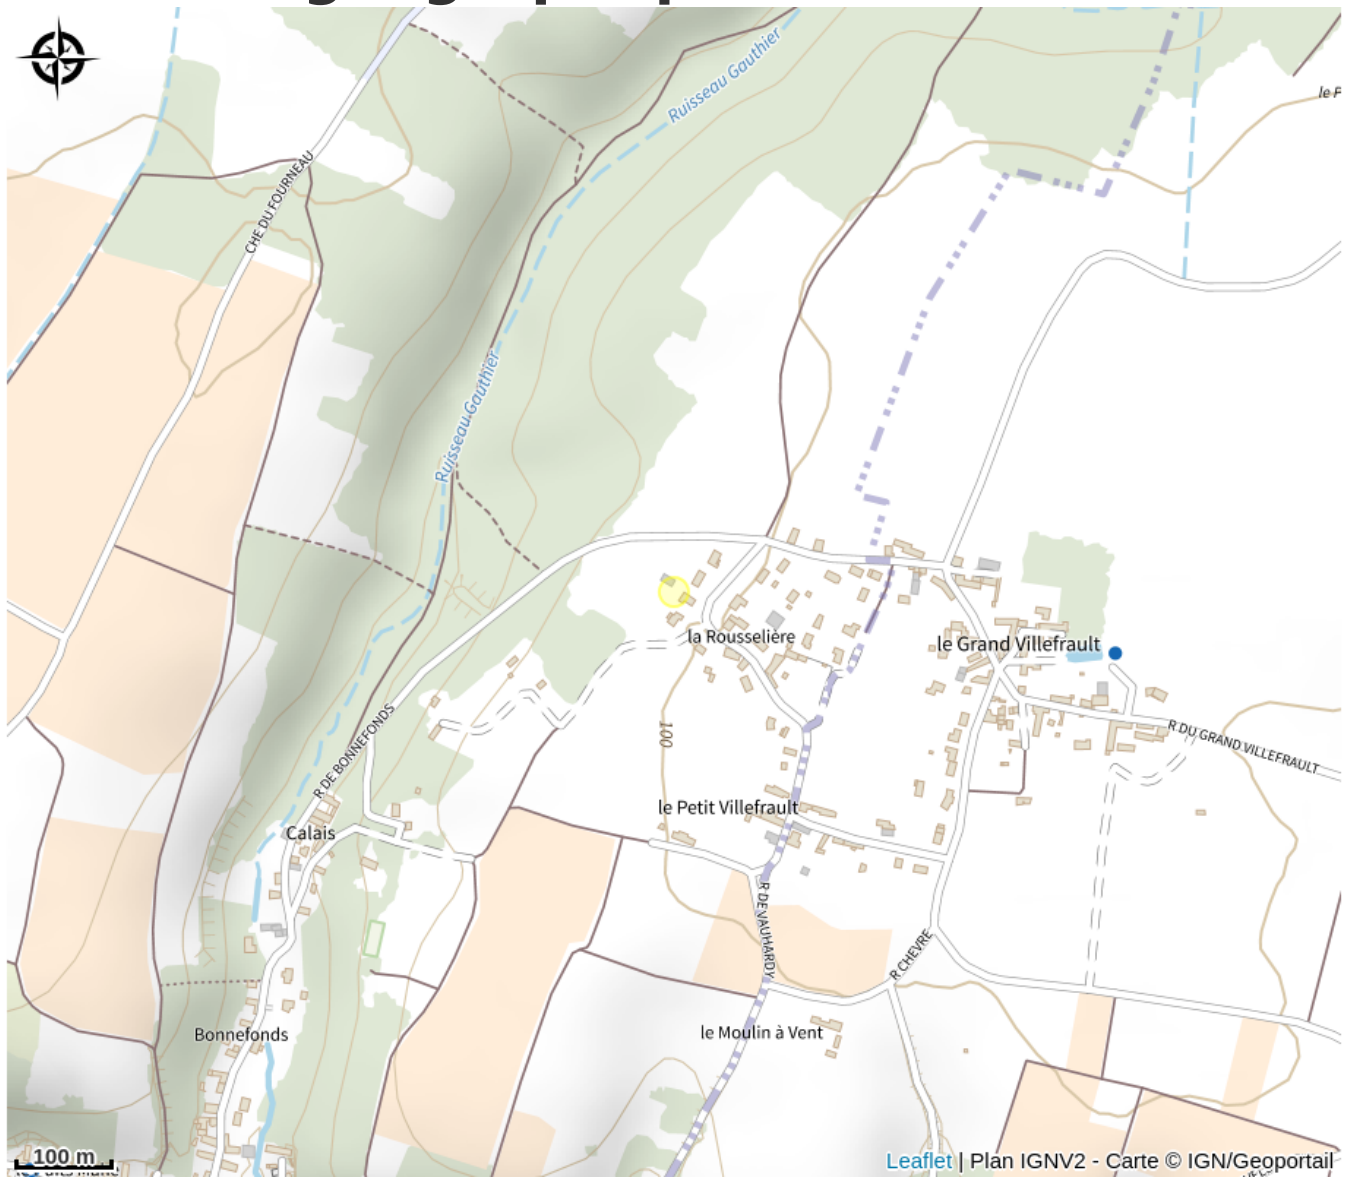 Ruisseau Gauthier
le P
CHE DU FOURNEAU
Ruisseau Gauthier
la Rousselière
le Grand Villefrault
100
R DE BONNEFONDS
R DU GRAND VILLEFRAULT
le Petit Villefrault
Calais
R DE VAUHARDY
R CHEVRE
Bonnefonds
le Moulin à Vent
100 m
Leaflet | Plan IGNV2 - Carte © IGN/Geoportail